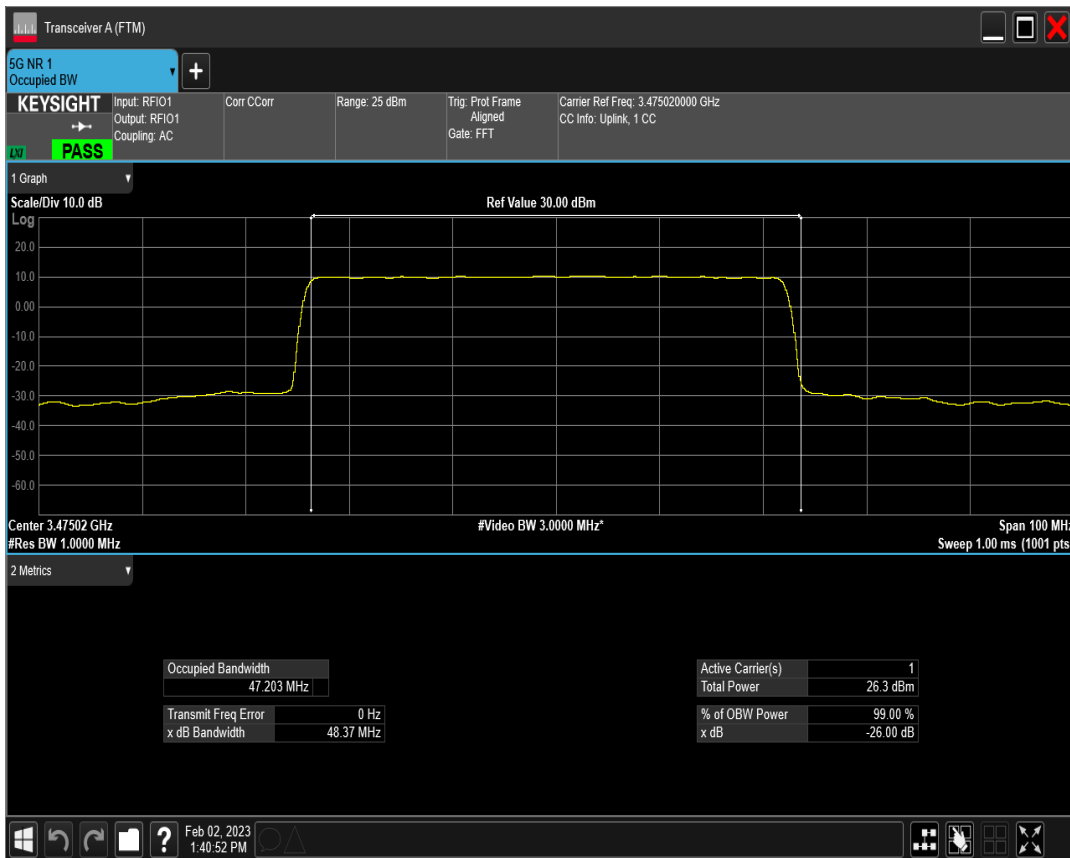 Transceiver A (FTM)
5G NR 1
Occupied BW
+
KEYSIGHT
LXI
PASS
Input: RFIO1
Output: RFIO1
Coupling: AC
Corr CCorr
Range: 25 dBm
Trig: Prot Frame
Aligned
Gate: FFT
Carrier Ref Freq: 3.475020000 GHz
CC Info: Uplink, 1 CC
1 Graph
Scale/Div 10.0 dB
Ref Value 30.00 dBm
Log
20.0
10.0
0.00
-10.0
-20.0
-30.0
-40.0
-50.0
-60.0
Center 3.47502 GHz
#Video BW 3.0000 MHz*
Span 100 MHz
#Res BW 1.0000 MHz
Sweep 1.00 ms (1001 pts
2 Metrics
Occupied Bandwidth
47.203 MHz
Transmit Freq Error 0 Hz
x dB Bandwidth 48.37 MHz
Active Carrier(s) 1
Total Power 26.3 dBm
% of OBW Power 99.00 %
x dB -26.00 dB
?
Feb 02, 2023
1:40:52 PM